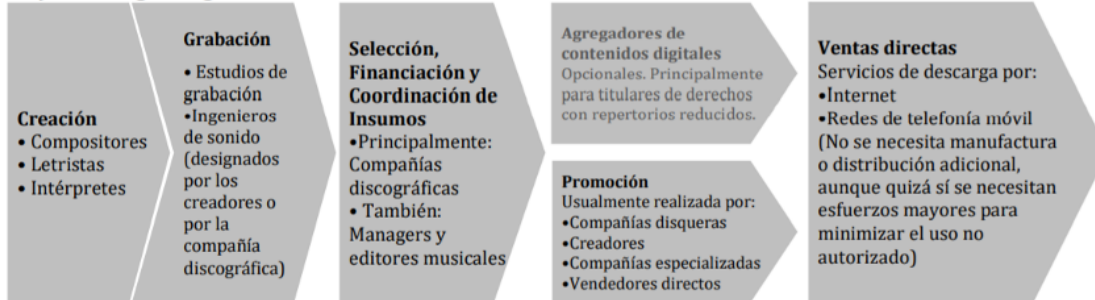 Creación
• Compositores
• Letristas
• Intérpretes
Grabación
• Estudios de
grabación
•Ingenieros
de sonido
(designados
por los
creadores o
por la
compañía
discográfica)
Selección,
Financiación y
Coordinación de
Insumos
•Principalmente:
Compañías
discográficas
• También:
Managers y
editores musicales
Agregadores de
contenidos digitales
Opcionales. Principalmente
para titulares de derechos
con repertorios reducidos.
Promoción
Usualmente realizada por:
•Compañías disqueras
•Creadores
•Compañías especializadas
•Vendedores directos
Ventas directas
Servicios de descarga por:
•Internet
•Redes de telefonía móvil
(No se necesita manufactura
o distribución adicional,
aunque quizá sí se necesitan
esfuerzos mayores para
minimizar el uso no
autorizado)